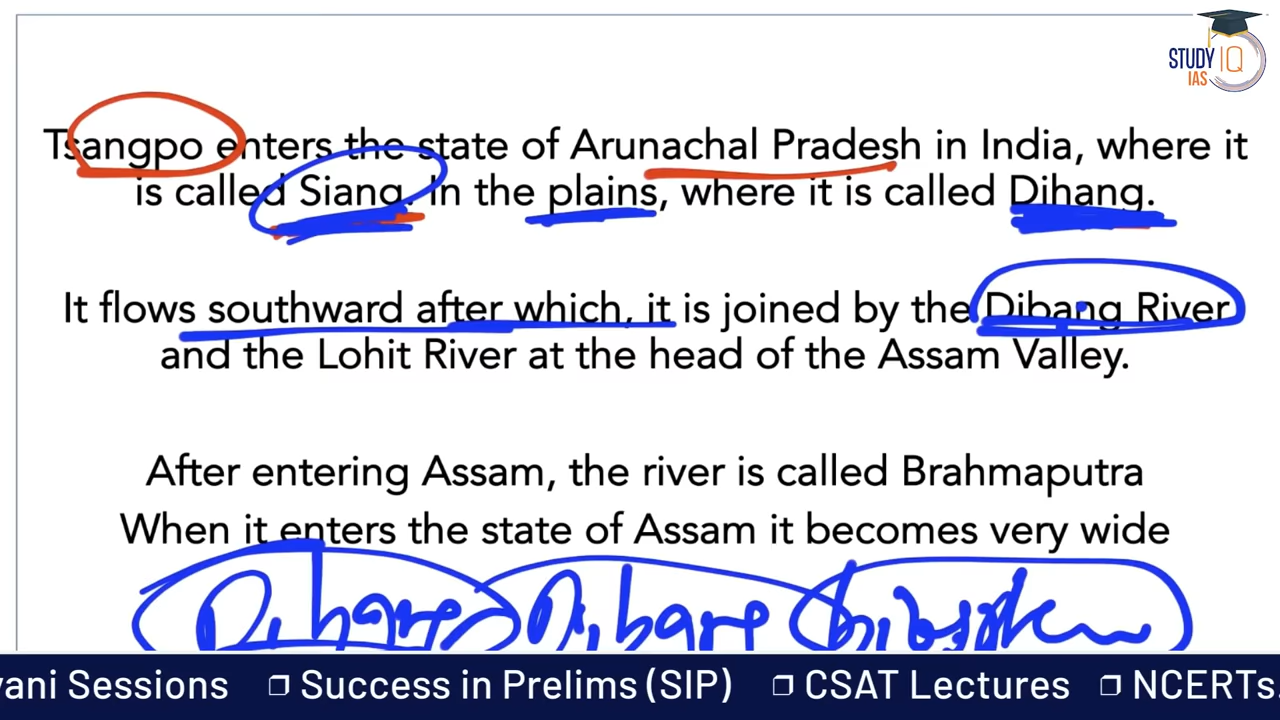 STUDY IQ
IAS
Tsangpo enters the state of Arunachal Pradesh in India, where it
is called Siang. In the plains, where it is called Dihang.
It flows southward after which, it is joined by the Dibang River
and the Lohit River at the head of the Assam Valley.
After entering Assam, the river is called Brahmaputra
When it enters the state of Assam it becomes very wide
Dihang Dibang
vani Sessions ❐ Success in Prelims (SIP) ❐ CSAT Lectures ❐ NCERTs.